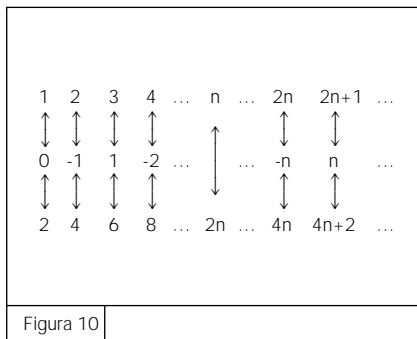 1 2 3 4 ... n ... 2n 2n+1 ...
0 -1 1 -2 ... ... -n n ...
2 4 6 8 ... 2n ... 4n 4n+2 ...
Figura 10